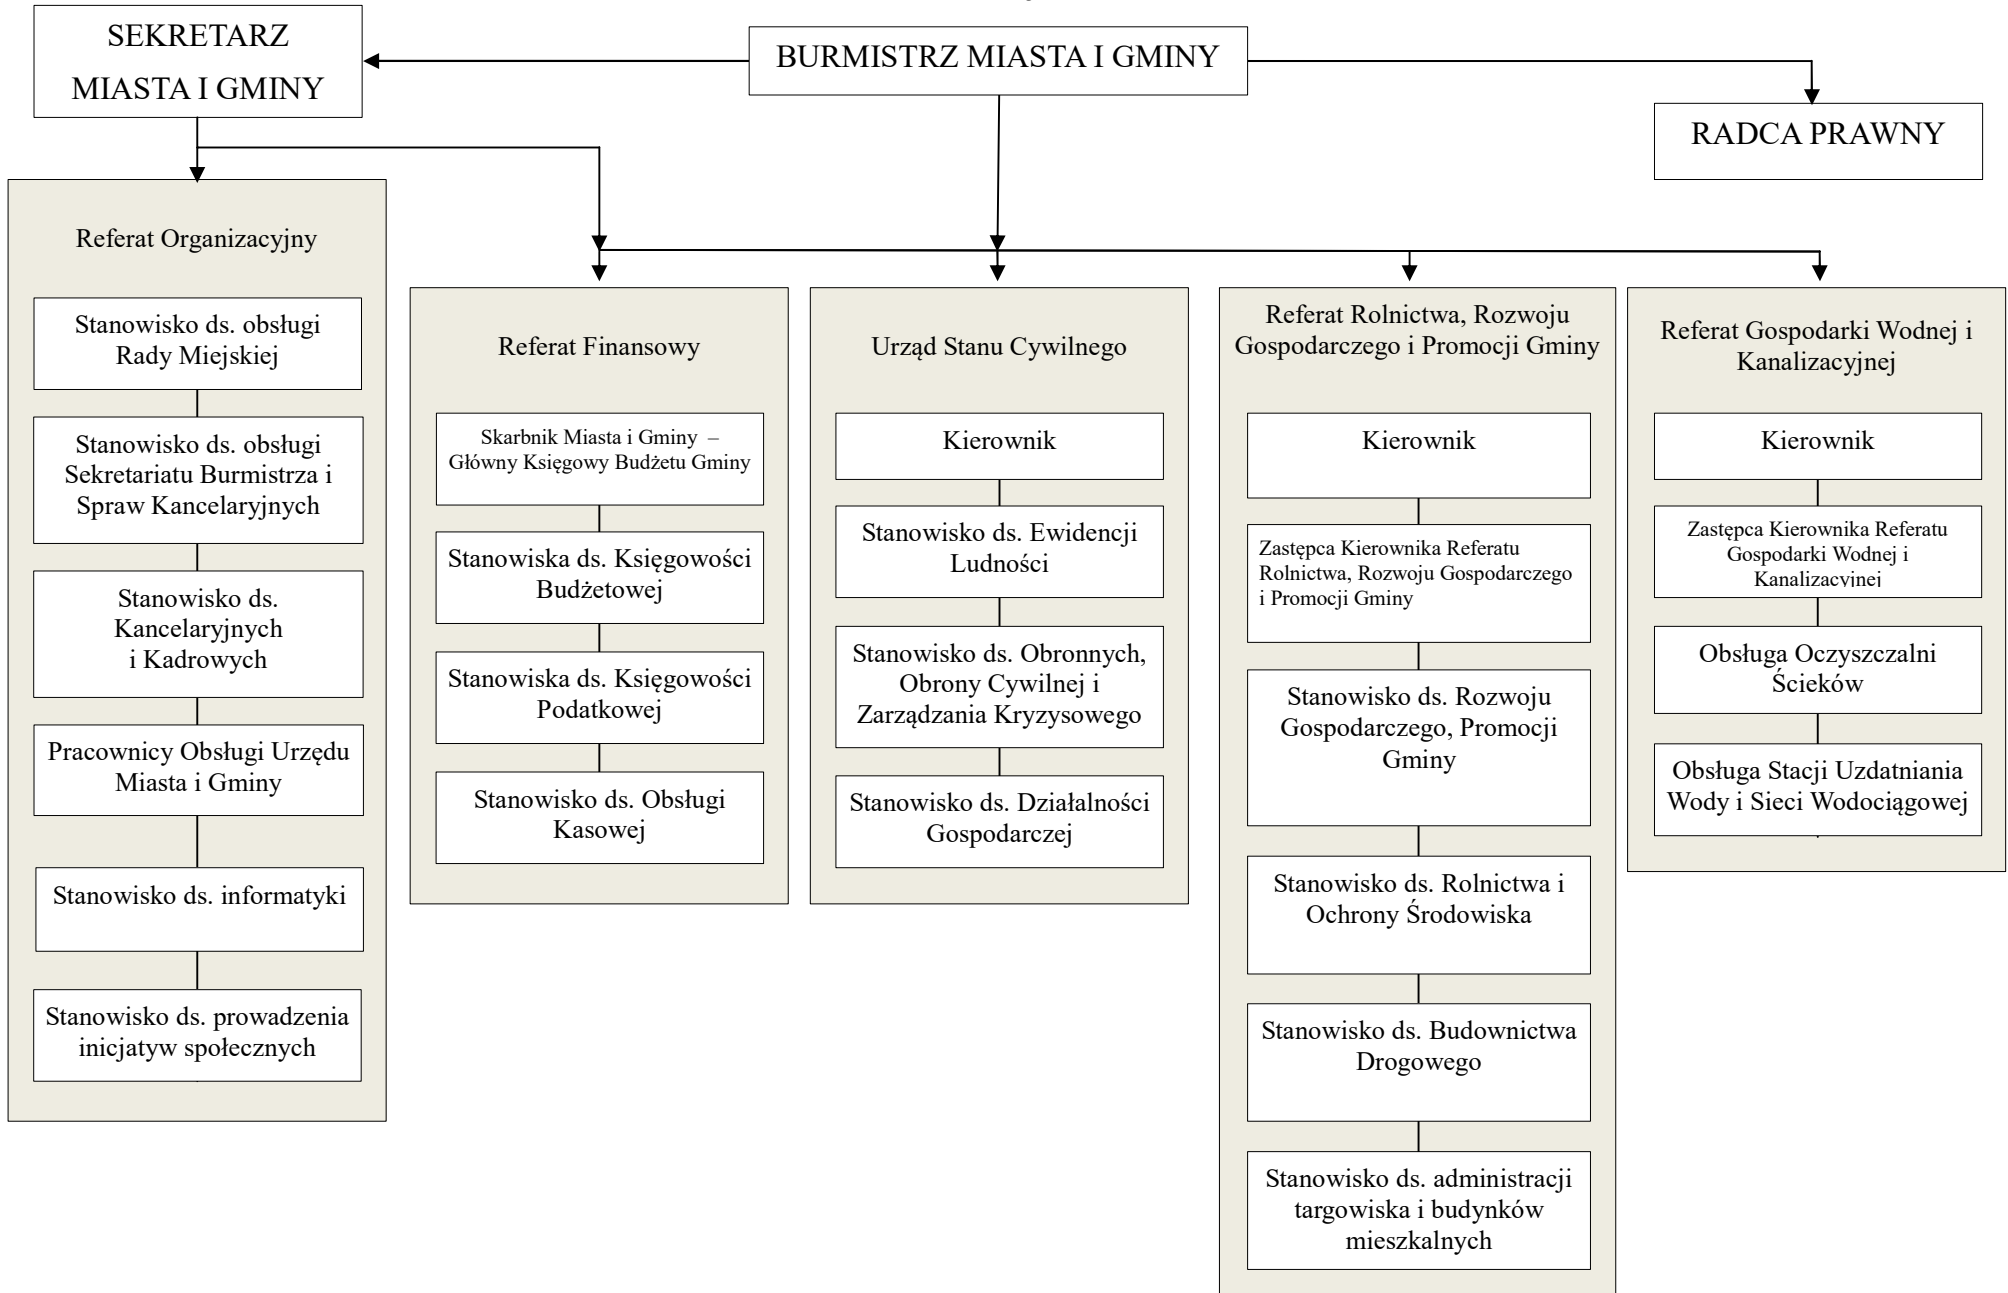 SEKRETARZ
MIASTA I GMINY
BURMISTRZ MIASTA I GMINY
RADCA PRAWNY
Referat Organizacyjny
Stanowisko ds. obsługi
Rady Miejskiej
Stanowisko ds. obsługi
Sekretariatu Burmistrza i
Spraw Kancelaryjnych
Stanowisko ds.
Kancelaryjnych
i Kadrowych
Pracownicy Obsługi Urzędu
Miasta i Gminy
Stanowisko ds. informatyki
Stanowisko ds. prowadzenia
inicjatyw społecznych
Referat Finansowy
Skarbnik Miasta i Gminy –
Główny Księgowy Budżetu Gminy
Stanowiska ds. Księgowości
Budżetowej
Stanowiska ds. Księgowości
Podatkowej
Stanowisko ds. Obsługi
Kasowej
Urząd Stanu Cywilnego
Kierownik
Stanowisko ds. Ewidencji
Ludności
Stanowisko ds. Obronnych,
Obrony Cywilnej i
Zarządzania Kryzysowego
Stanowisko ds. Działalności
Gospodarczej
Referat Rolnictwa, Rozwoju
Gospodarczego i Promocji Gminy
Kierownik
Zastępca Kierownika Referatu
Rolnictwa, Rozwoju Gospodarczego
i Promocji Gminy
Stanowisko ds. Rozwoju
Gospodarczego, Promocji
Gminy
Stanowisko ds. Rolnictwa i
Ochrony Środowiska
Stanowisko ds. Budownictwa
Drogowego
Stanowisko ds. administracji
targowiska i budynków
mieszkalnych
Referat Gospodarki Wodnej i
Kanalizacyjnej
Kierownik
Zastępca Kierownika Referatu
Gospodarki Wodnej i
Kanalizacyjnej
Obsługa Oczyszczalni
Ścieków
Obsługa Stacji Uzdatniania
Wody i Sieci Wodociągowej